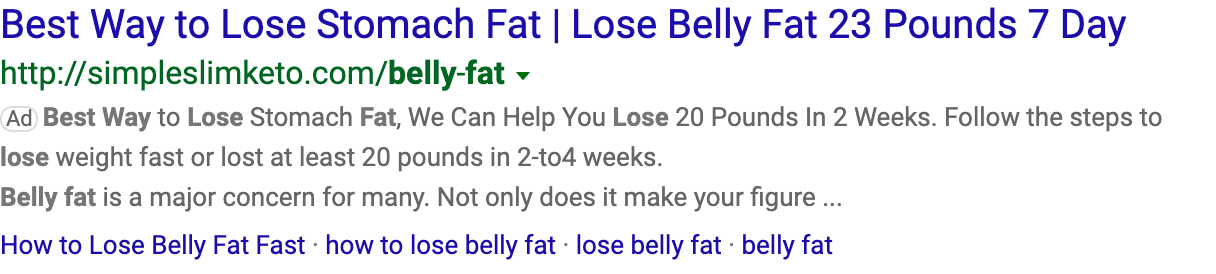 Best Way to Lose Stomach Fat | Lose Belly Fat 23 Pounds 7 Day
http://simpleslimketo.com/belly-fat
Ad Best Way to Lose Stomach Fat, We Can Help You Lose 20 Pounds In 2 Weeks. Follow the steps to
lose weight fast or lost at least 20 pounds in 2-to4 weeks.
Belly fat is a major concern for many. Not only does it make your figure ...
How to Lose Belly Fat Fast · how to lose belly fat · lose belly fat · belly fat